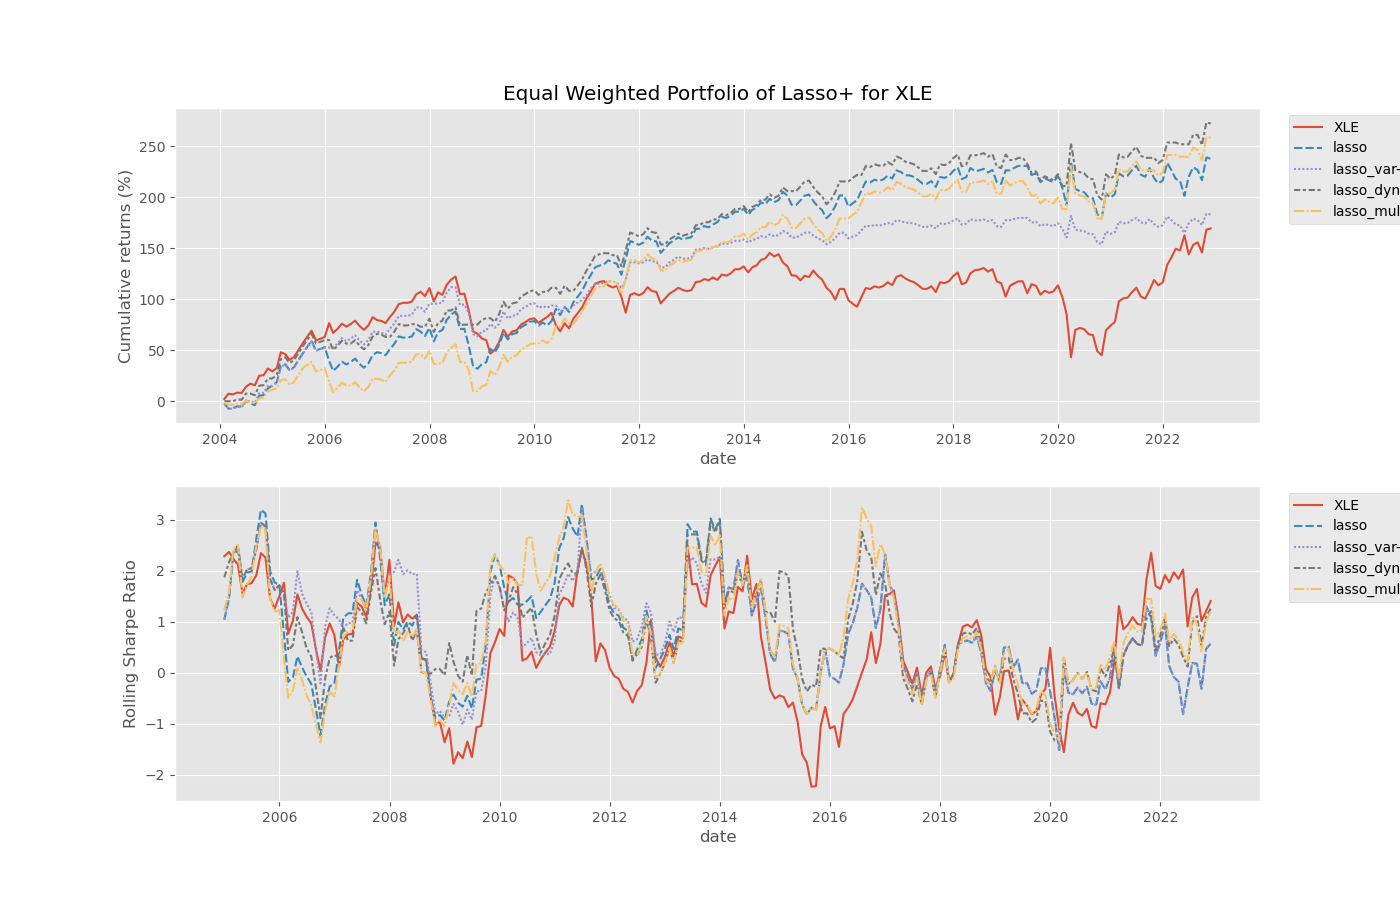 Equal Weighted Portfolio of Lasso+ for XLE
Cumulative returns (%)
250
200
150
100
50
0
2004 2006 2008 2010 2012 2014 2016 2018 2020 2022
date
XLE
lasso
lasso_var-
lasso_dyn
lasso_mul
Rolling Sharpe Ratio
3
2
1
0
−1
−2
2006 2008 2010 2012 2014 2016 2018 2020 2022
date
XLE
lasso
lasso_var-
lasso_dyn
lasso_mul